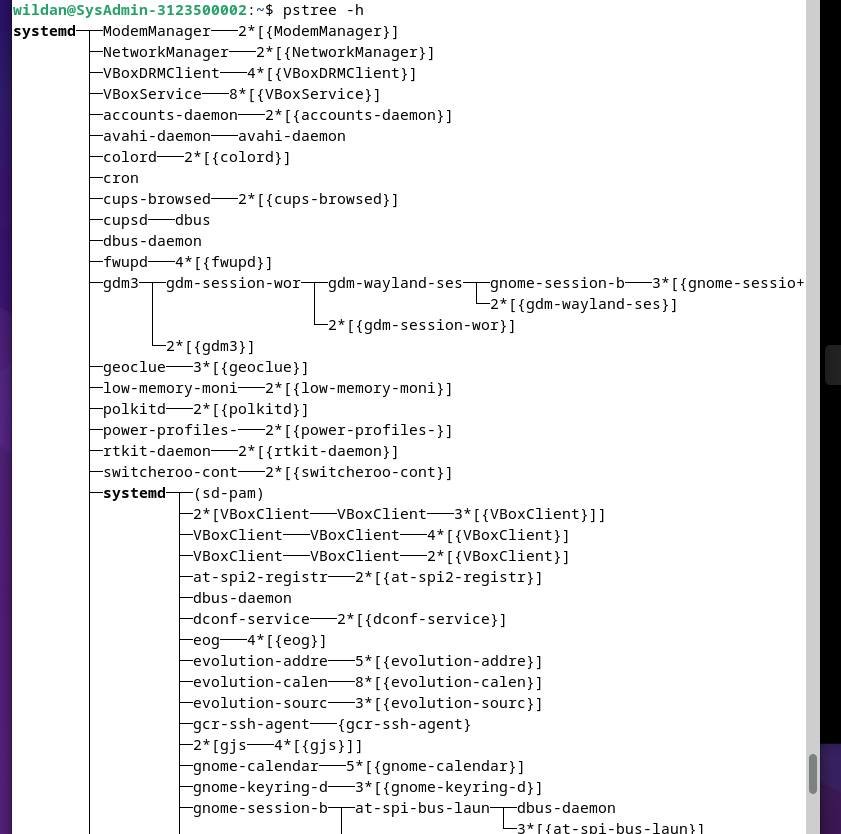 wildan@SysAdmin-3123500002:~$ pstree -h
systemd─┬─ModemManager───2*[{ModemManager}]
        ├─NetworkManager───2*[{NetworkManager}]
        ├─VBoxDRMClient───4*[{VBoxDRMClient}]
        ├─VBoxService───8*[{VBoxService}]
        ├─accounts-daemon───2*[{accounts-daemon}]
        ├─avahi-daemon───avahi-daemon
        ├─colord───2*[{colord}]
        ├─cron
        ├─cups-browsed───2*[{cups-browsed}]
        ├─cupsd───dbus
        ├─dbus-daemon
        ├─fwupd───4*[{fwupd}]
        ├─gdm3─┬─gdm-session-wor─┬─gdm-wayland-ses─┬─gnome-session-b───3*[{gnome-sessio+
        │      │                 │                 └─2*[{gdm-wayland-ses}]
        │      │                 └─2*[{gdm-session-wor}]
        │      └─2*[{gdm3}]
        ├─geoclue───3*[{geoclue}]
        ├─low-memory-moni───2*[{low-memory-moni}]
        ├─polkitd───2*[{polkitd}]
        ├─power-profiles-───2*[{power-profiles-}]
        ├─rtkit-daemon───2*[{rtkit-daemon}]
        ├─switcheroo-cont───2*[{switcheroo-cont}]
        ├─systemd─┬─(sd-pam)
        │         ├─2*[VBoxClient───VBoxClient───3*[{VBoxClient}]]
        │         ├─VBoxClient───VBoxClient───4*[{VBoxClient}]
        │         ├─VBoxClient───VBoxClient───2*[{VBoxClient}]
        │         ├─at-spi2-registr───2*[{at-spi2-registr}]
        │         ├─dbus-daemon
        │         ├─dconf-service───2*[{dconf-service}]
        │         ├─eog───4*[{eog}]
        │         ├─evolution-addre───5*[{evolution-addre}]
        │         ├─evolution-calen───8*[{evolution-calen}]
        │         ├─evolution-sourc───3*[{evolution-sourc}]
        │         ├─gcr-ssh-agent───{gcr-ssh-agent}
        │         ├─2*[gjs───4*[{gjs}]]
        │         ├─gnome-calendar───5*[{gnome-calendar}]
        │         ├─gnome-keyring-d───3*[{gnome-keyring-d}]
        │         ├─gnome-session-b─┬─at-spi-bus-laun─┬─dbus-daemon
        │         │                 │                 └─3*[{at-spi-bus-laun}]